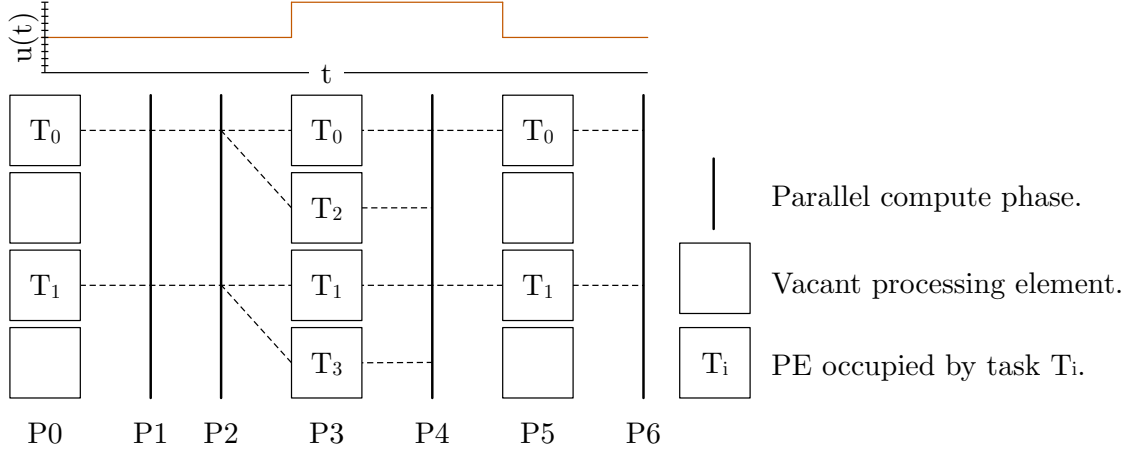 u(t)
t
T₀ T₀ T₀
T₂
T₁ T₁ T₁
T₃
P0 P1 P2 P3 P4 P5 P6
Parallel compute phase.
Vacant processing element.
Tᵢ PE occupied by task Tᵢ.